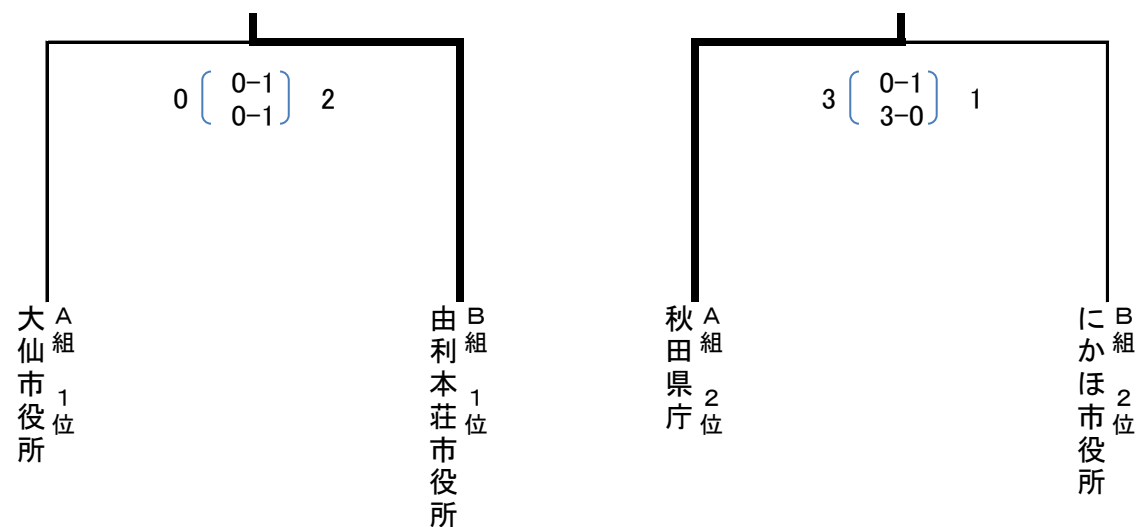 0 0-1 2
0-1
3 0-1 1
3-0
大仙市役所
A組 1位
由利本荘市役所
B組 1位
秋田県庁
A組 2位
にかほ市役所
B組 2位